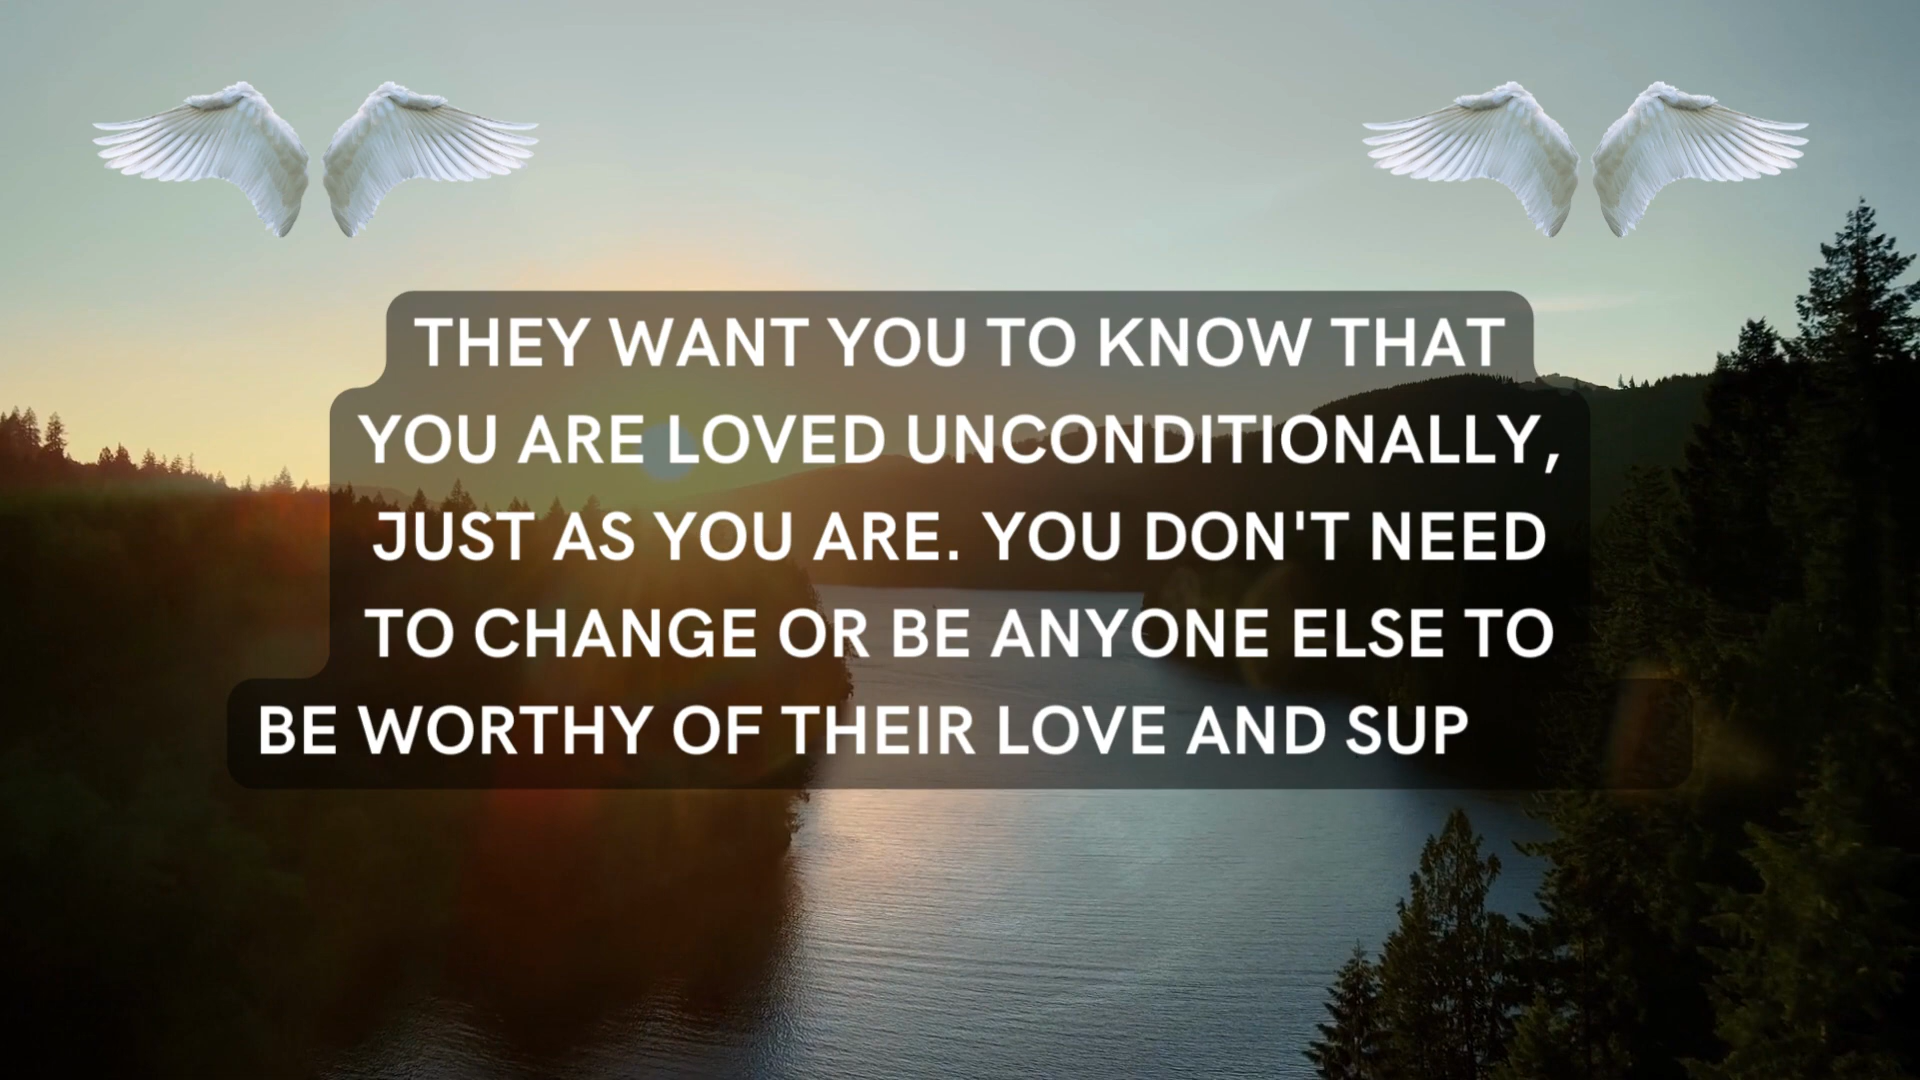 THEY WANT YOU TO KNOW THAT
YOU ARE LOVED UNCONDITIONALLY,
JUST AS YOU ARE. YOU DON'T NEED
TO CHANGE OR BE ANYONE ELSE TO
BE WORTHY OF THEIR LOVE AND SUP